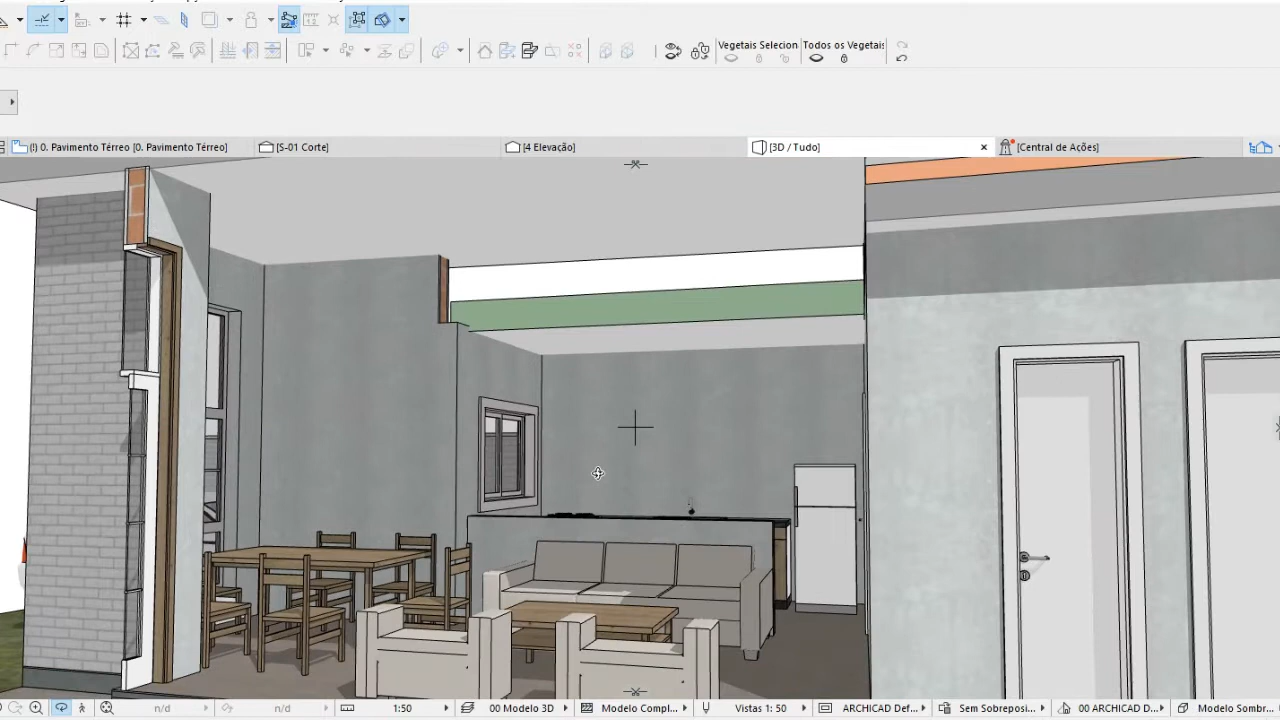 Vegetais Selecion
Todos os Vegetais
(!) 0. Pavimento Térreo [0. Pavimento Térreo]
[S-01 Corte]
[4 Elevação]
[3D / Tudo]
[Central de Ações]
n/d
n/d
1:50
00 Modelo 3D
Modelo Compl...
Vistas 1: 50
ARCHICAD Def...
Sem Sobreposi...
00 ARCHICAD D...
Modelo Sombr...